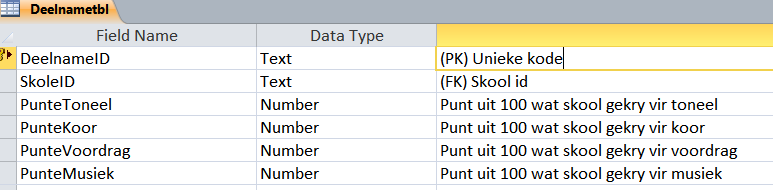 Deelnametbl
Field Name Data Type
DeelnameID Text (PK) Unieke kode
SkoleID Text (FK) Skool id
PunteToneel Number Punt uit 100 wat skool gekry vir toneel
PunteKoor Number Punt uit 100 wat skool gekry vir koor
PunteVoordrag Number Punt uit 100 wat skool gekry vir voordrag
PunteMusiek Number Punt uit 100 wat skool gekry vir musiek